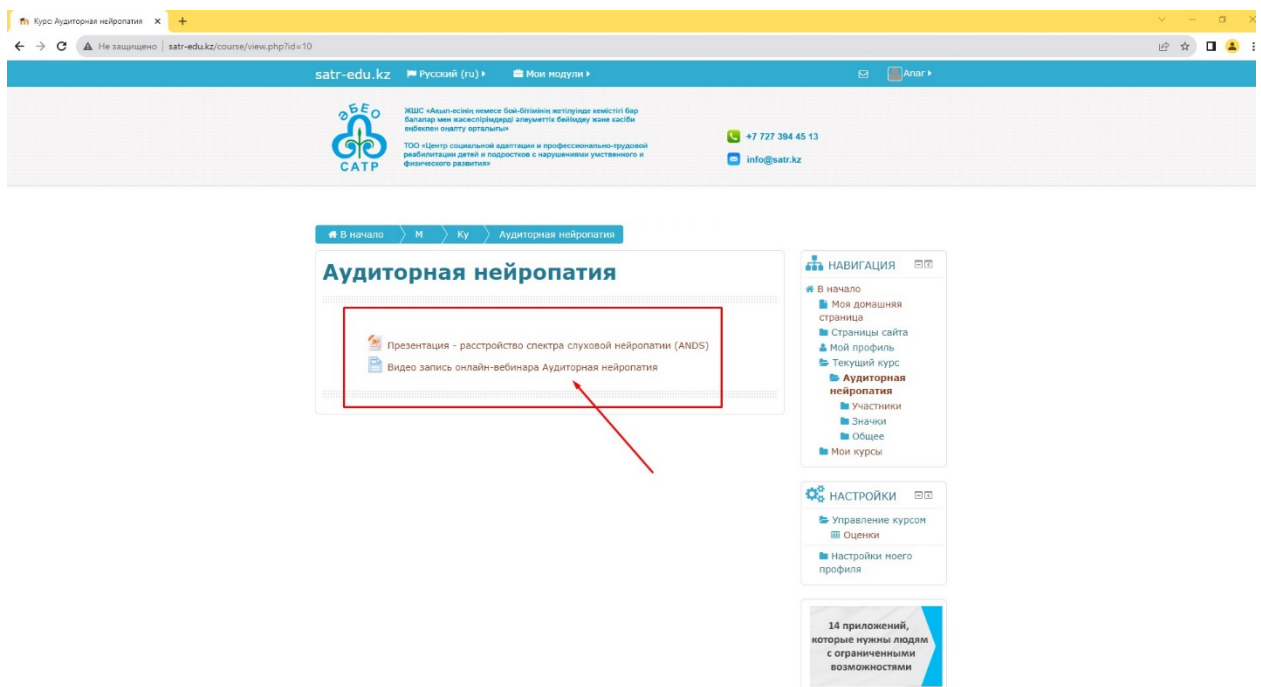 Курс: Аудиторная нейропатия
Не защищено | satr-edu.kz/course/view.php?id=10
satr-edu.kz Русский (ru) Мои модули Anar
ӘБЕО
САТР
ЖШС «Ақыл-есінің немесе бой-бітімінің жетілуінде кемістігі бар
балалар мен жасөспірімдерді әлеуметтік бейімдеу және кәсіби
еңбекпен оңалту орталығы»
ТОО «Центр социальной адаптации и профессионально-трудовой
реабилитации детей и подростков с нарушениями умственного и
физического развития»
+7 727 394 45 13
info@satr.kz
В начало М Ку Аудиторная нейропатия
Аудиторная нейропатия
Презентация - расстройство спектра слуховой нейропатии (ANDS)
Видео запись онлайн-вебинара Аудиторная нейропатия
НАВИГАЦИЯ
В начало
Моя домашняя
страница
Страницы сайта
Мой профиль
Текущий курс
Аудиторная
нейропатия
Участники
Значки
Общее
Мои курсы
НАСТРОЙКИ
Управление курсом
Оценки
Настройки моего
профиля
14 приложений,
которые нужны людям
с ограниченными
возможностями